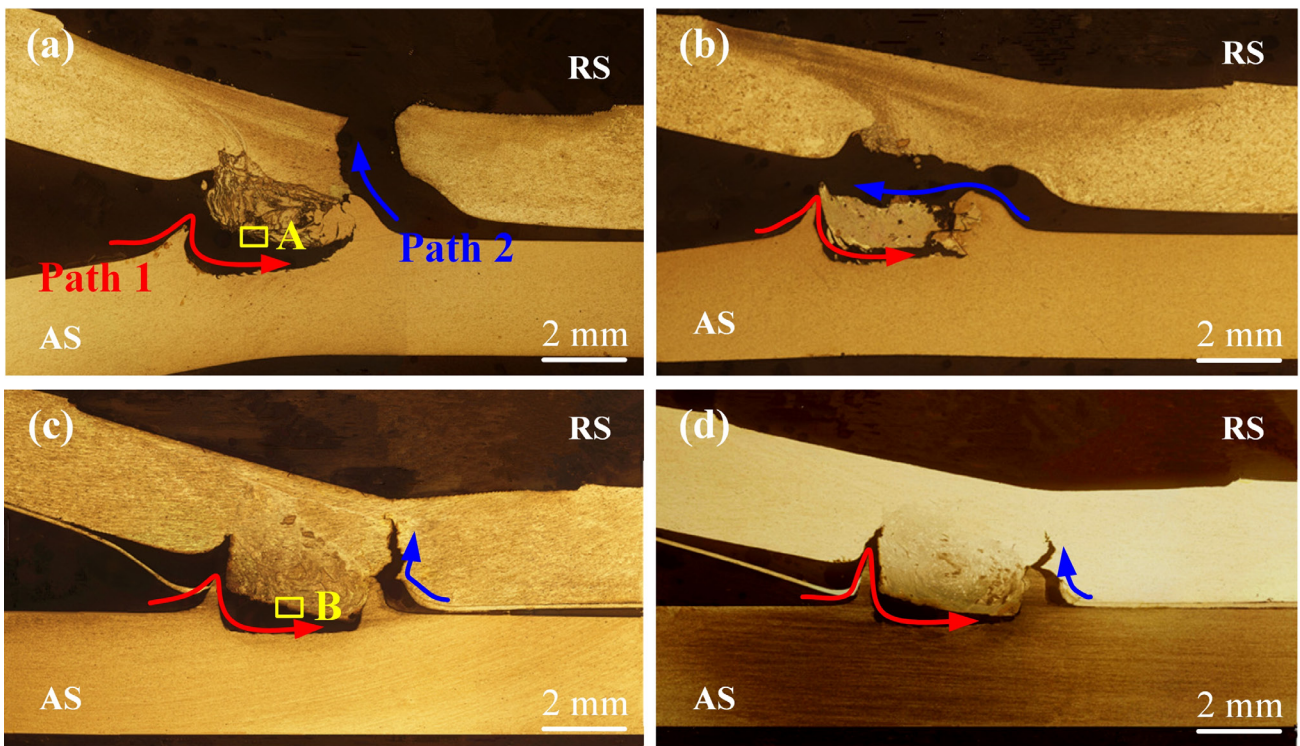 (a)
RS
A
Path 1
Path 2
AS
2 mm
(b)
RS
AS
2 mm
(c)
RS
B
AS
2 mm
(d)
RS
AS
2 mm